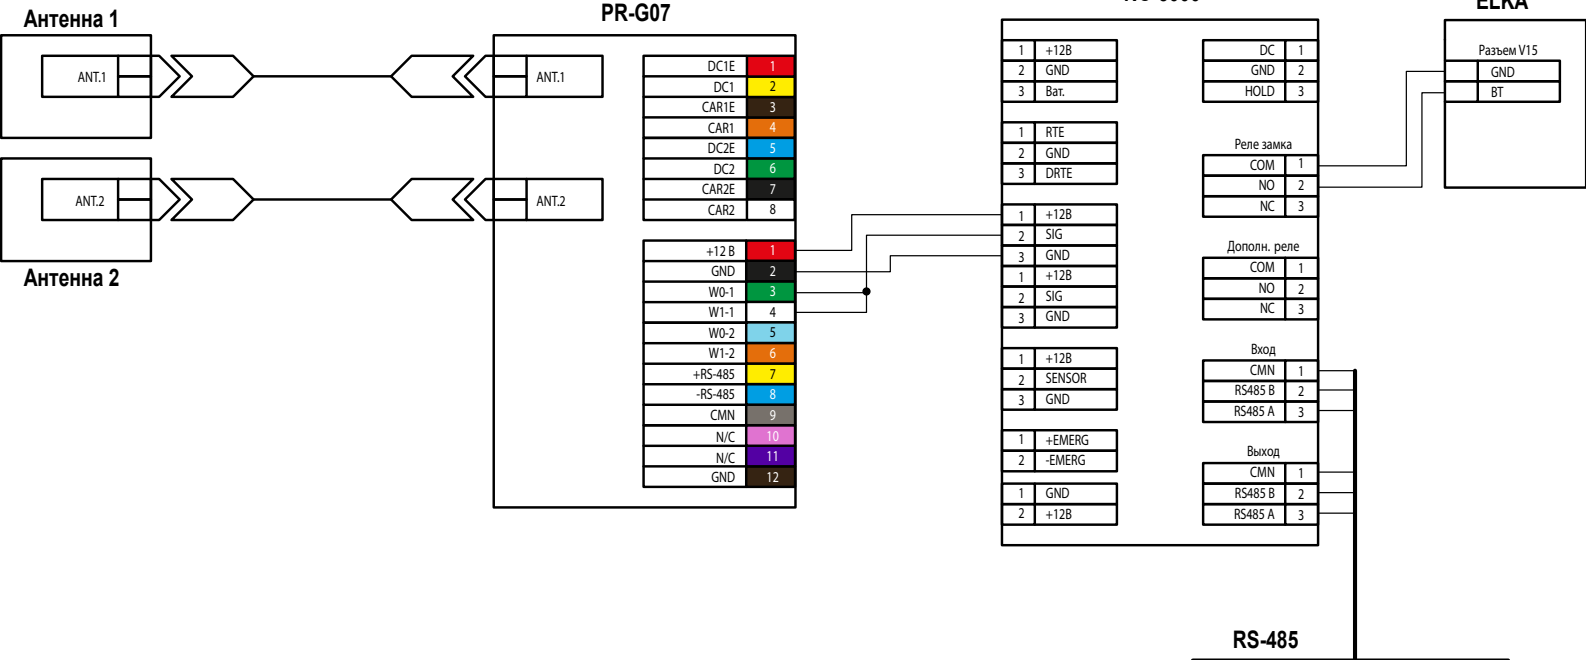 Антенна 1
ANT.1
ANT.2
Антенна 2
PR-G07
ANT.1
ANT.2
DC1E 1
DC1 2
CAR1E 3
CAR1 4
DC2E 5
DC2 6
CAR2E 7
CAR2 8
+12 В 1
GND 2
W0-1 3
W1-1 4
W0-2 5
W1-2 6
+RS-485 7
-RS-485 8
CMN 9
N/C 10
N/C 11
GND 12
1 +12В
2 GND
3 Bат.
1 RTE
2 GND
3 DRTE
1 +12В
2 SIG
3 GND
1 +12В
2 SIG
3 GND
1 +12В
2 SENSOR
3 GND
1 +EMERG
2 -EMERG
1 GND
2 +12В
DC 1
GND 2
HOLD 3
Реле замка
COM 1
NO 2
NC 3
Дополн. реле
COM 1
NO 2
NC 3
Вход
CMN 1
RS485 B 2
RS485 A 3
Выход
CMN 1
RS485 B 2
RS485 A 3
ELKA
Разъем V15
GND
BT
RS-485